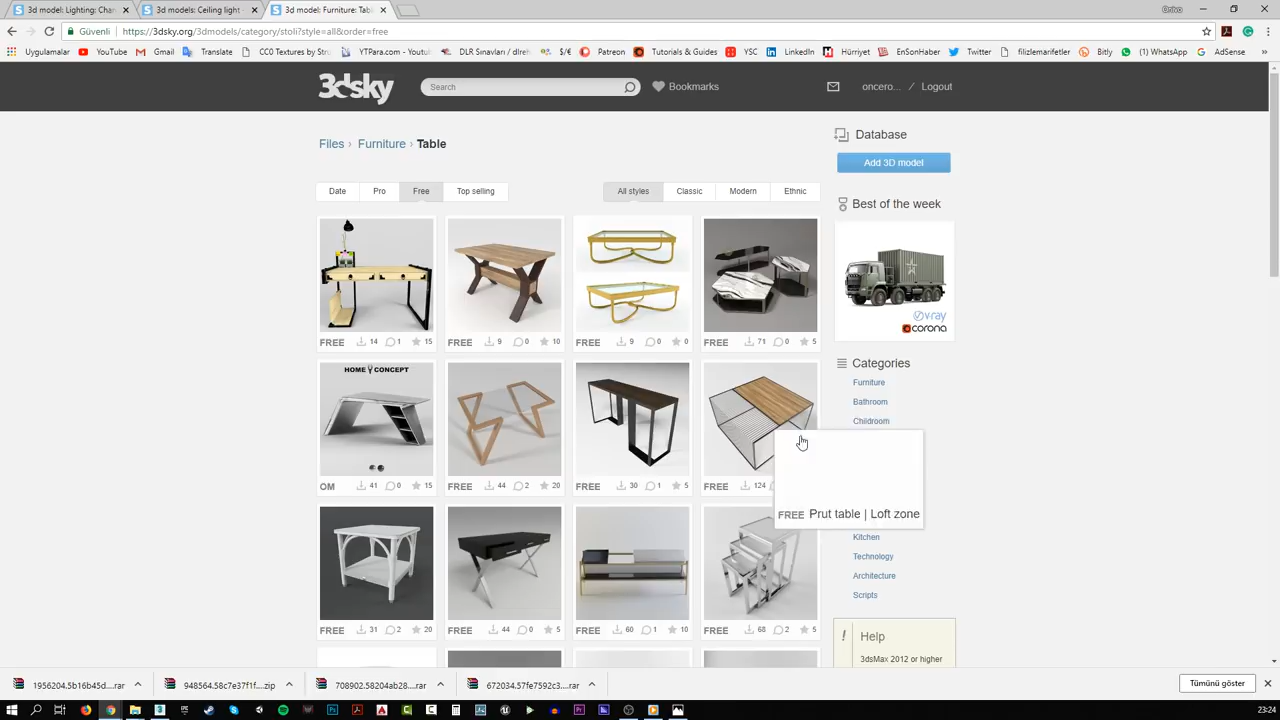 3d model: Lighting: Cha
3d model: Ceiling light -
3d model: Furniture: Tab
Onivo
Güvenli
https://3dsky.org/3dmodels/category/stoli?style=all&order=free
Uygulamalar
YouTube
Gmail
Translate
CC0 Textures by Stru
YTPara.com - Youtu
DLR Sınavları / dlreh
$/€
Patreon
Tutorials & Guides
YSC
LinkedIn
Hürriyet
EnSonHaber
Twitter
filizlemarifetler
Bitly
(1) WhatsApp
AdSense
3dsky
Search
Bookmarks
oncero... / Logout
Files › Furniture › Table
Date
Pro
Free
Top selling
All styles
Classic
Modern
Ethnic
FREE 14 1 15
FREE 9 0 10
FREE 9 0 0
FREE 71 0 5
HOME CONCEPT
OM 41 0 15
FREE 44 2 20
FREE 30 1 5
FREE 124
FREE Prut table | Loft zone
FREE 31 2 20
FREE 44 0 5
FREE 60 1 10
FREE 68 2 5
Database
Add 3D model
Best of the week
v·ray
corona
Categories
Furniture
Bathroom
Childroom
Kitchen
Technology
Architecture
Scripts
! Help
3dsMax 2012 or higher
1956204.5b16b45d....rar
948564.58c7e37f1f....zip
708902.58204ab28....rar
672034.57fe7592c3....rar
Tümünü göster
23:24